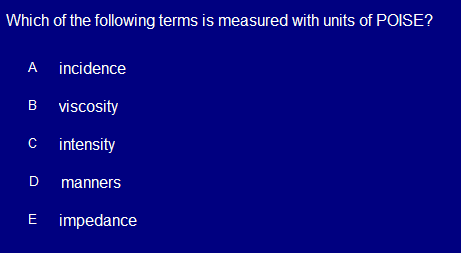 Which of the following terms is measured with units of POISE?
A incidence
B viscosity
C intensity
D manners
E impedance